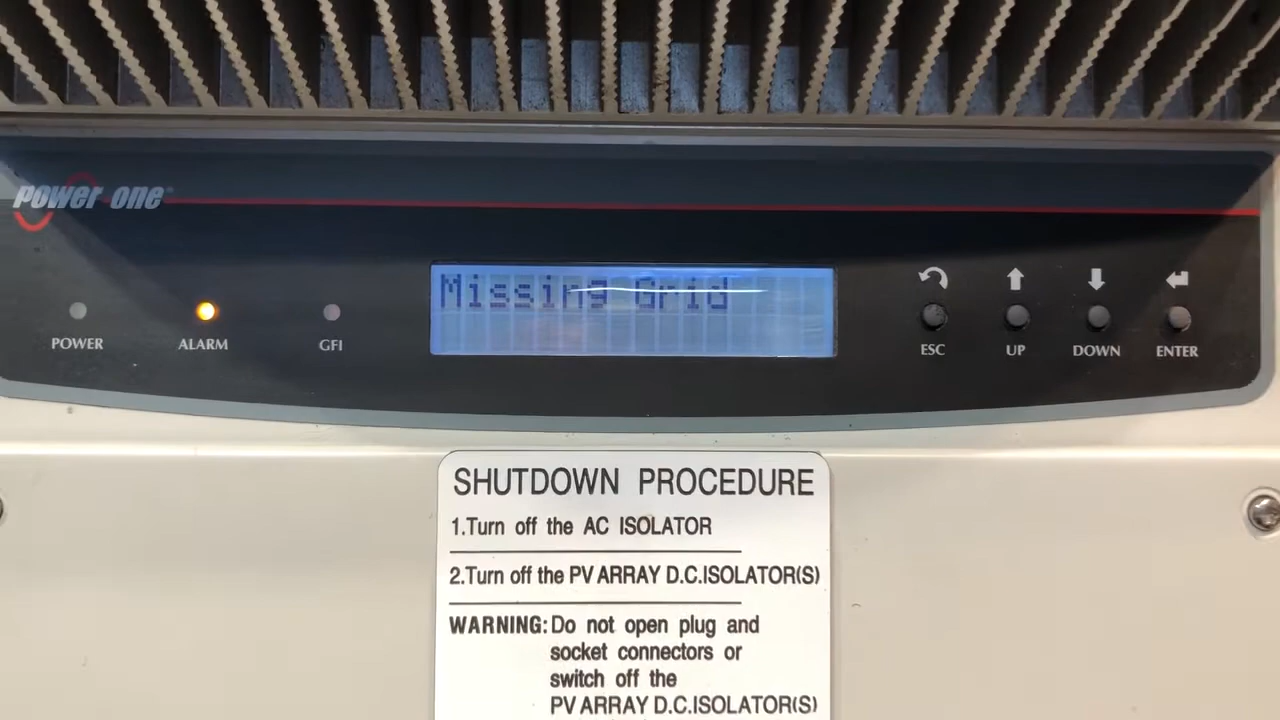 power one®
Missing Grid
POWER
ALARM
GFI
ESC
UP
DOWN
ENTER
SHUTDOWN PROCEDURE
1.Turn off the AC ISOLATOR
2.Turn off the PV ARRAY D.C.ISOLATOR(S)
WARNING: Do not open plug and
socket connectors or
switch off the
PV ARRAY D.C.ISOLATOR(S)